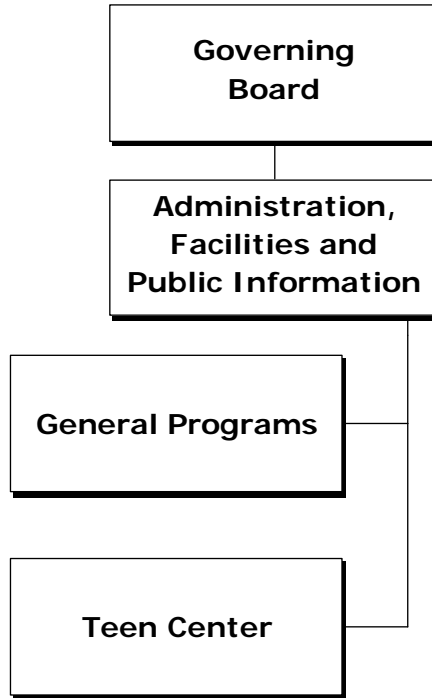 Governing
Board
Administration,
Facilities and
Public Information
General Programs
Teen Center